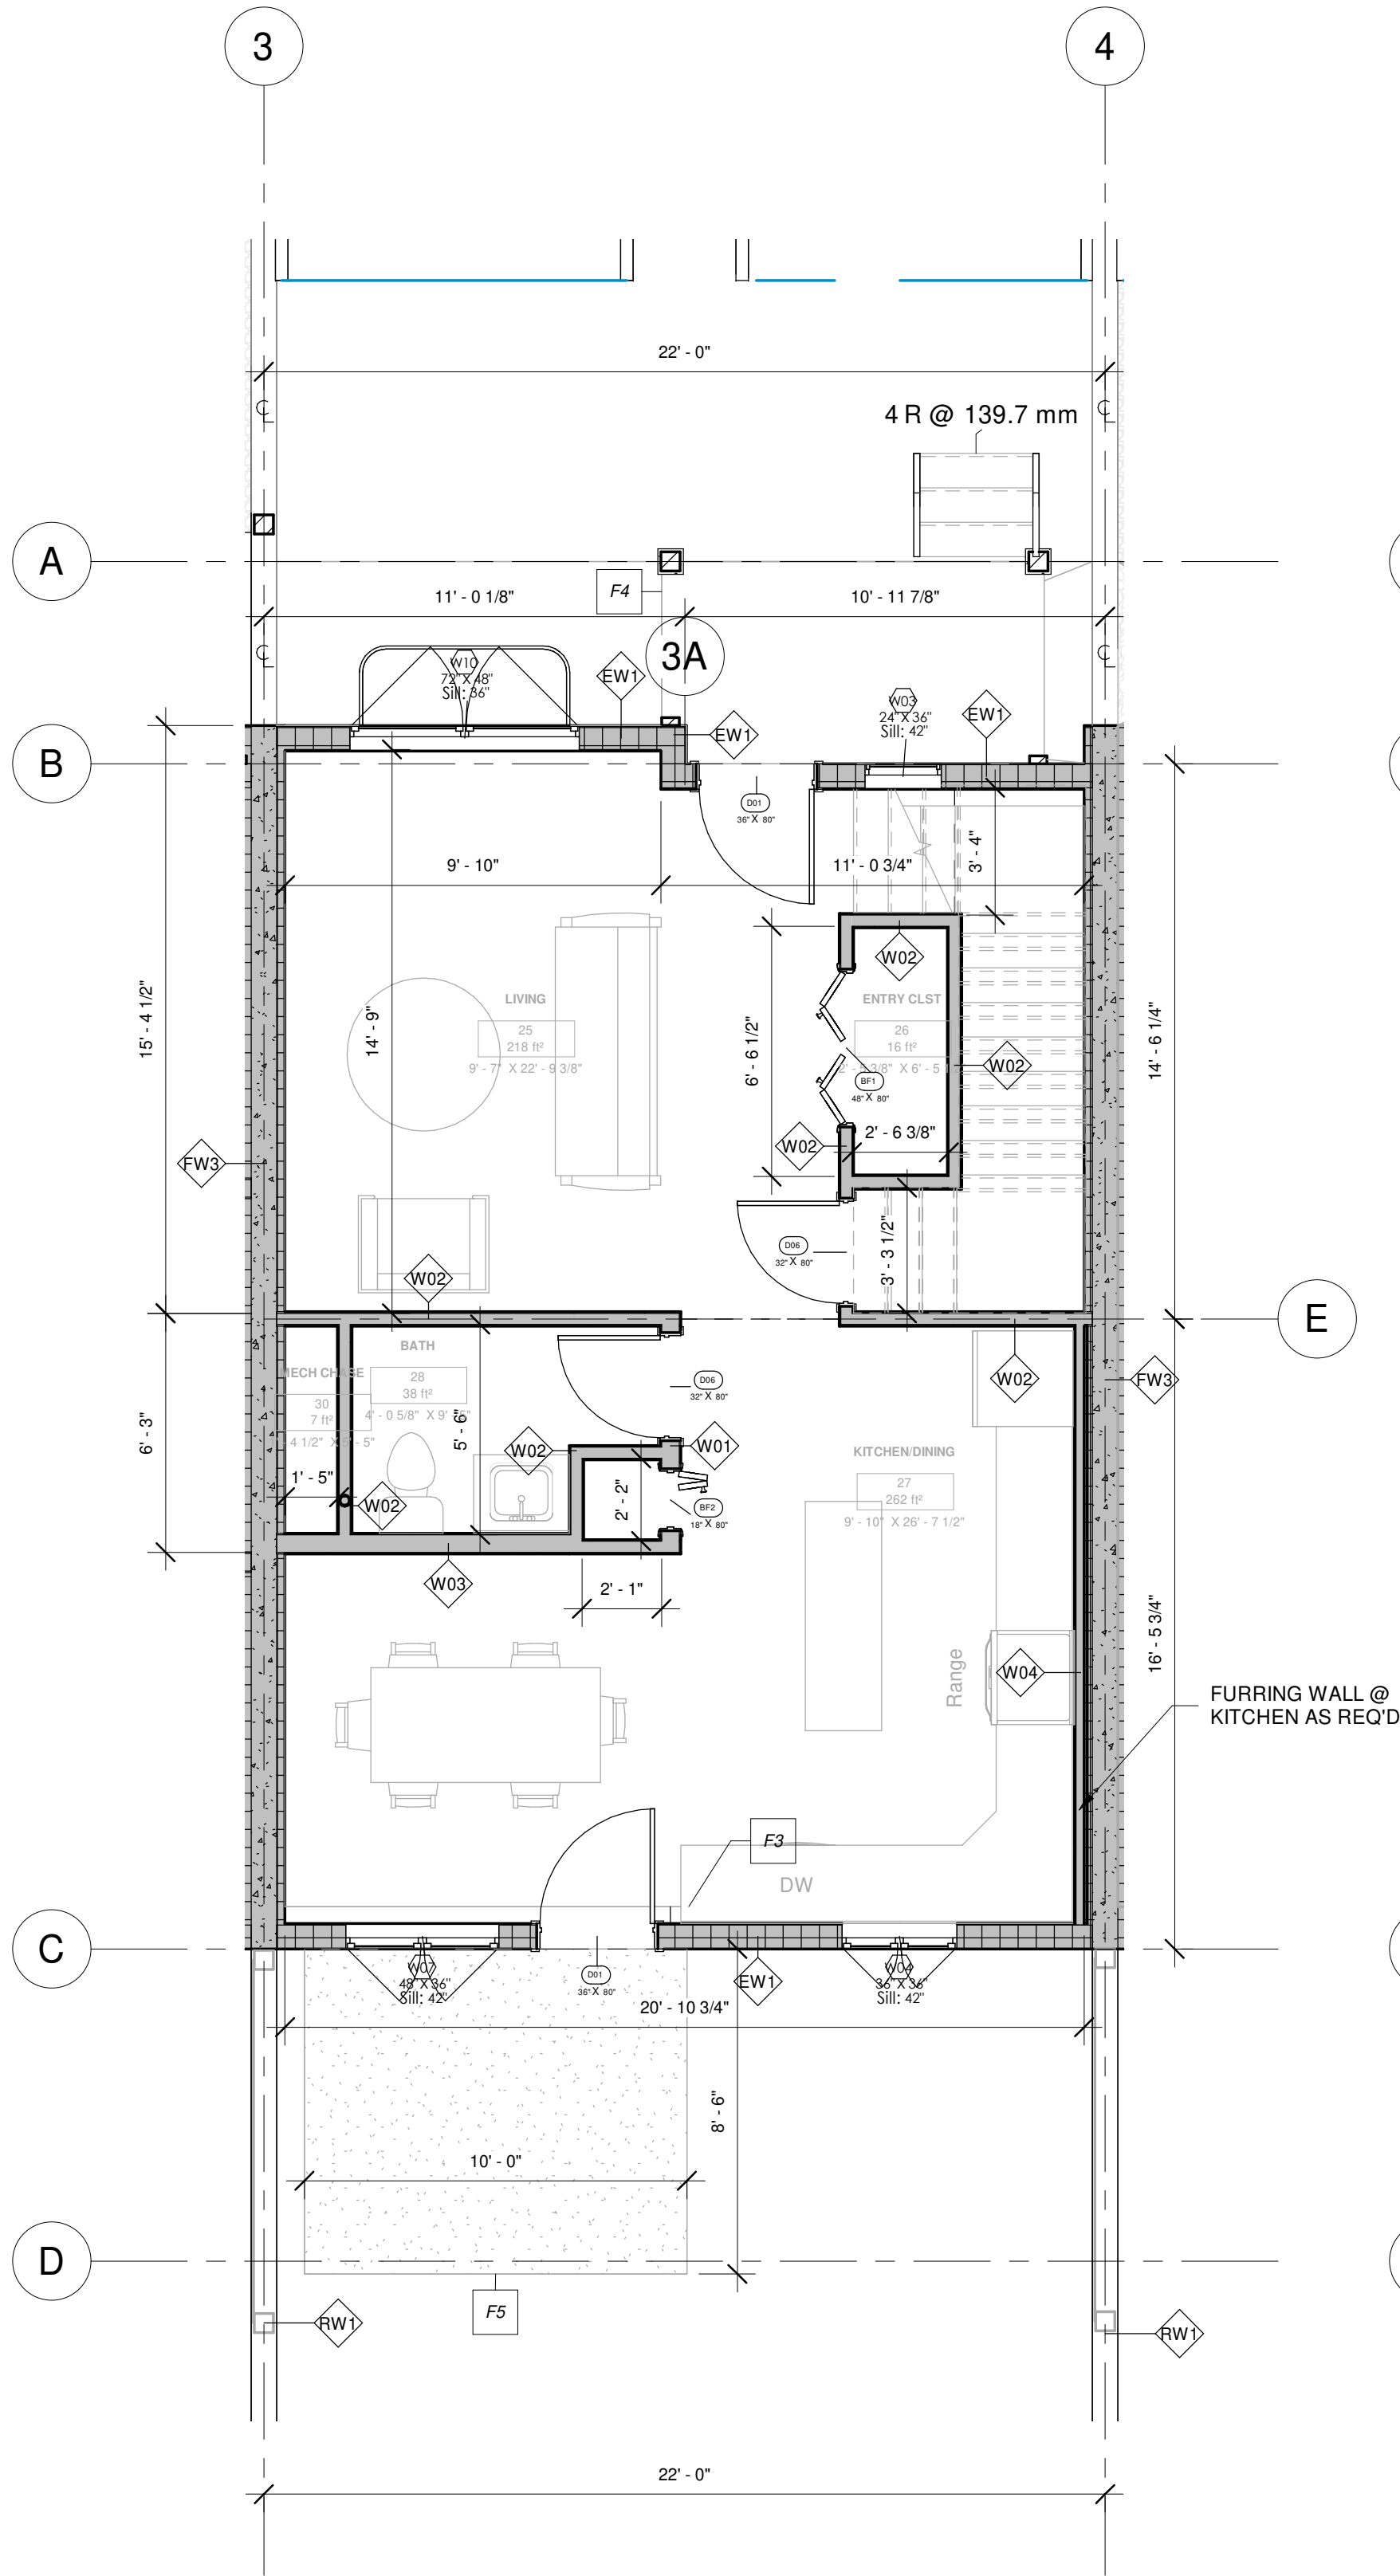 3
4
22' - 0"
4 R @ 139.7 mm
A
F4
11' - 0 1/8"
10' - 11 7/8"
3A
W10
72" X 48"
Sill: 36"
EW1
W03
24" X 36"
Sill: 42"
EW1
EW1
B
D01
36" X 80"
9' - 10"
11' - 0 3/4"
3' - 4"
W02
LIVING
25
218 ft²
9' - 7" X 22' - 9 3/8"
ENTRY CLST
26
16 ft²
15' - 4 1/2"
14' - 9"
6' - 6 1/2"
14' - 6 1/4"
W02
BF1
48" X 80"
2' - 6 3/8"
W02
FW3
D06
32" X 80"
3' - 3 1/2"
W02
E
BATH
28
38 ft²
MECH CHASE
30
7 ft²
6' - 3"
5' - 6"
D06
32" X 80"
W02
FW3
W02
W01
KITCHEN/DINING
27
262 ft²
9' - 10" X 26' - 7 1/2"
1' - 5"
W02
2' - 2"
BF2
18" X 80"
W03
2' - 1"
16' - 5 3/4"
Range
W04
FURRING WALL @
KITCHEN AS REQ'D
F3
DW
C
W07
48" X 36"
Sill: 42"
D01
36" X 80"
EW1
W04
36" X 36"
Sill: 42"
20' - 10 3/4"
8' - 6"
10' - 0"
D
F5
RW1
RW1
22' - 0"